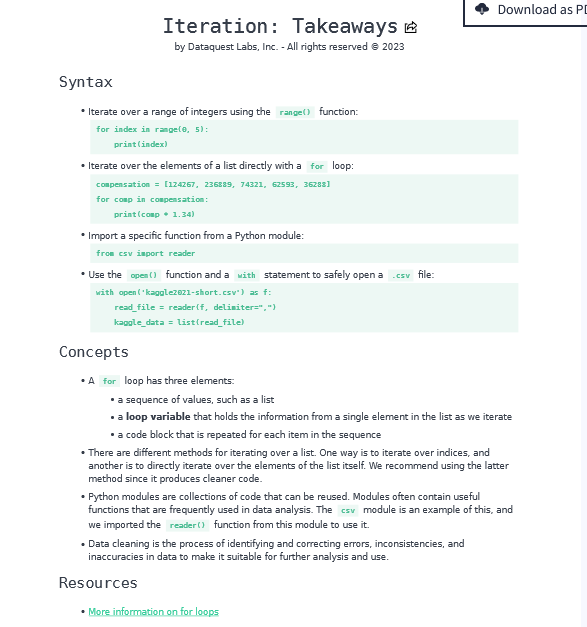 Download as PD
Iteration: Takeaways
by Dataquest Labs, Inc. - All rights reserved © 2023
Syntax
• Iterate over a range of integers using the range() function:
for index in range(0, 5):
    print(index)
• Iterate over the elements of a list directly with a for loop:
compensation = [124267, 236889, 74321, 62593, 36288]
for comp in compensation:
    print(comp * 1.34)
• Import a specific function from a Python module:
from csv import reader
• Use the open() function and a with statement to safely open a .csv file:
with open('kaggle2021-short.csv') as f:
    read_file = reader(f, delimiter=",")
    kaggle_data = list(read_file)
Concepts
• A for loop has three elements:
• a sequence of values, such as a list
• a loop variable that holds the information from a single element in the list as we iterate
• a code block that is repeated for each item in the sequence
• There are different methods for iterating over a list. One way is to iterate over indices, and
another is to directly iterate over the elements of the list itself. We recommend using the latter
method since it produces cleaner code.
• Python modules are collections of code that can be reused. Modules often contain useful
functions that are frequently used in data analysis. The csv module is an example of this, and
we imported the reader() function from this module to use it.
• Data cleaning is the process of identifying and correcting errors, inconsistencies, and
inaccuracies in data to make it suitable for further analysis and use.
Resources
• More information on for loops